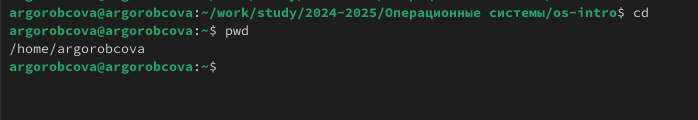 argorobcova@argorobcova:~/work/study/2024-2025/Операционные системы/os-intro$ cd
argorobcova@argorobcova:~$ pwd
/home/argorobcova
argorobcova@argorobcova:~$